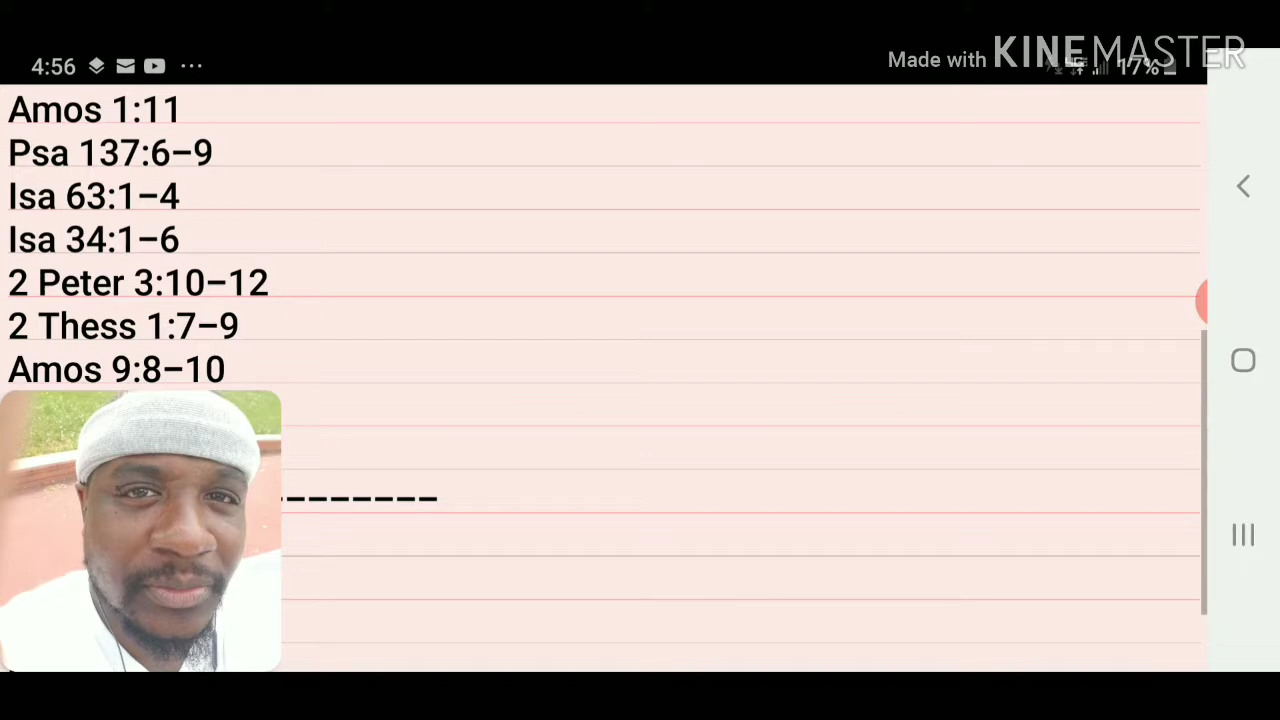 4:56 ... Made with KINEMASTER 17%
Amos 1:11
Psa 137:6–9
Isa 63:1–4
Isa 34:1–6
2 Peter 3:10–12
2 Thess 1:7–9
Amos 9:8–10
--------